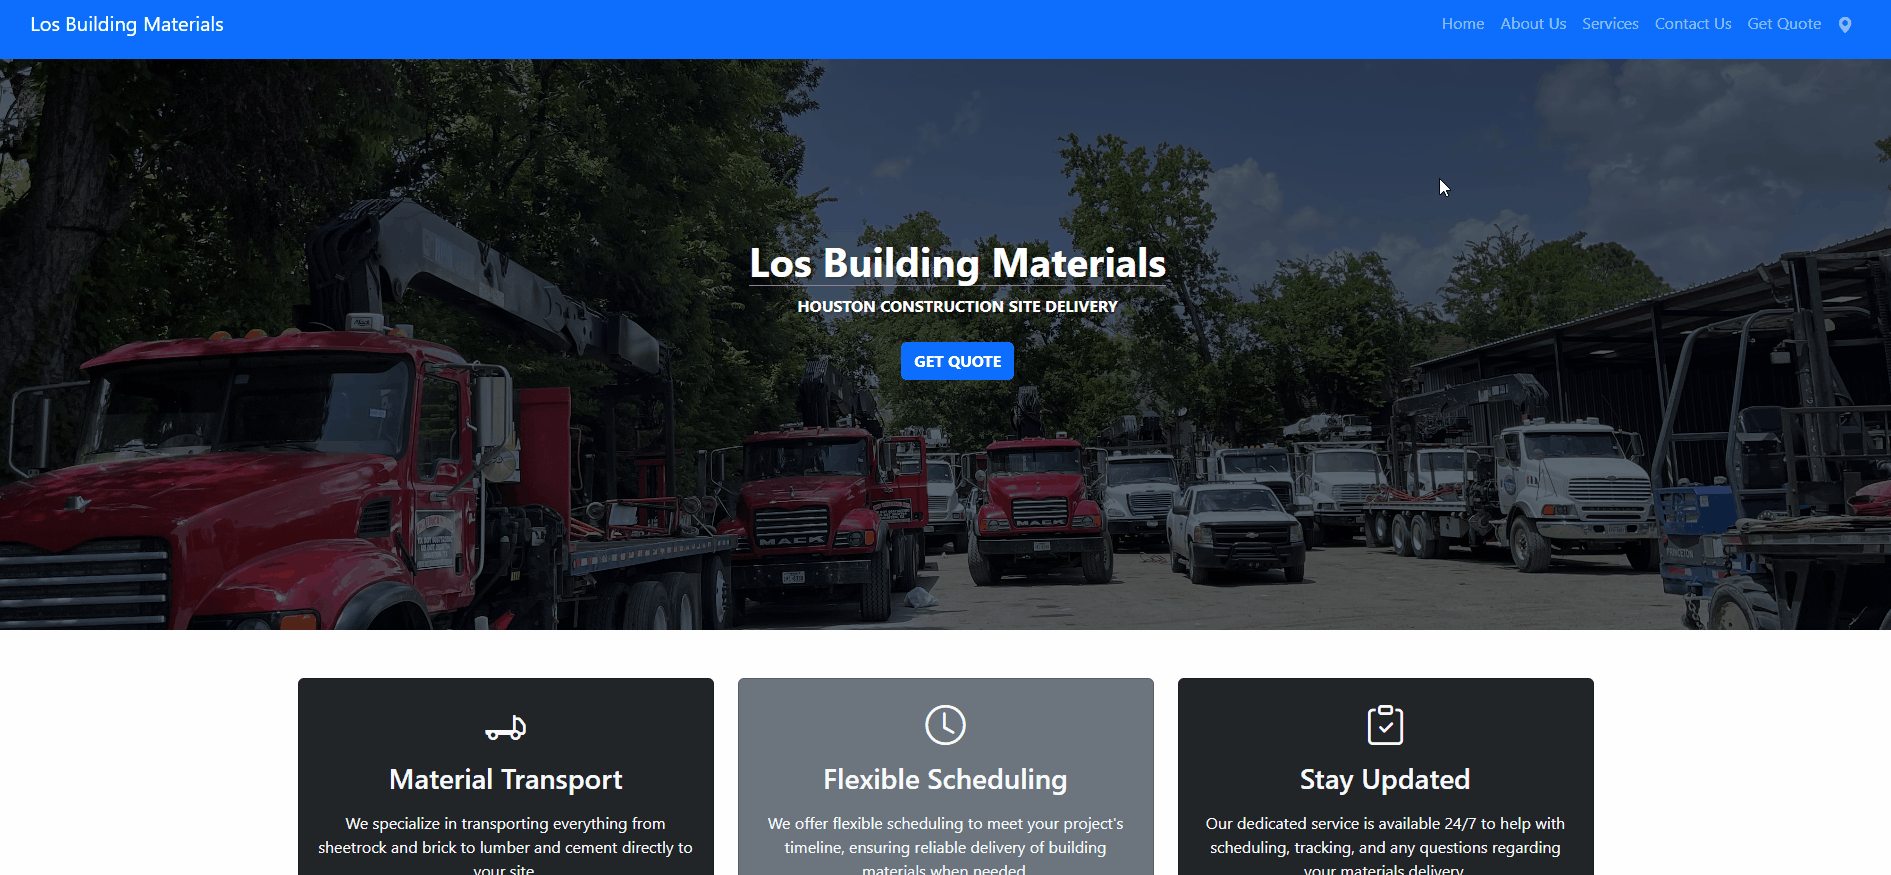 Los Building Materials
Home About Us Services Contact Us Get Quote
Los Building Materials
HOUSTON CONSTRUCTION SITE DELIVERY
GET QUOTE
MACK
MACK
PRINCETON
Material Transport
We specialize in transporting everything from
sheetrock and brick to lumber and cement directly to
your site.
Flexible Scheduling
We offer flexible scheduling to meet your project's
timeline, ensuring reliable delivery of building
materials when needed.
Stay Updated
Our dedicated service is available 24/7 to help with
scheduling, tracking, and any questions regarding
your materials delivery.